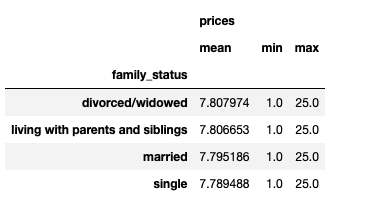 prices
mean min max
family_status
divorced/widowed 7.807974 1.0 25.0
living with parents and siblings 7.806653 1.0 25.0
married 7.795186 1.0 25.0
single 7.789488 1.0 25.0